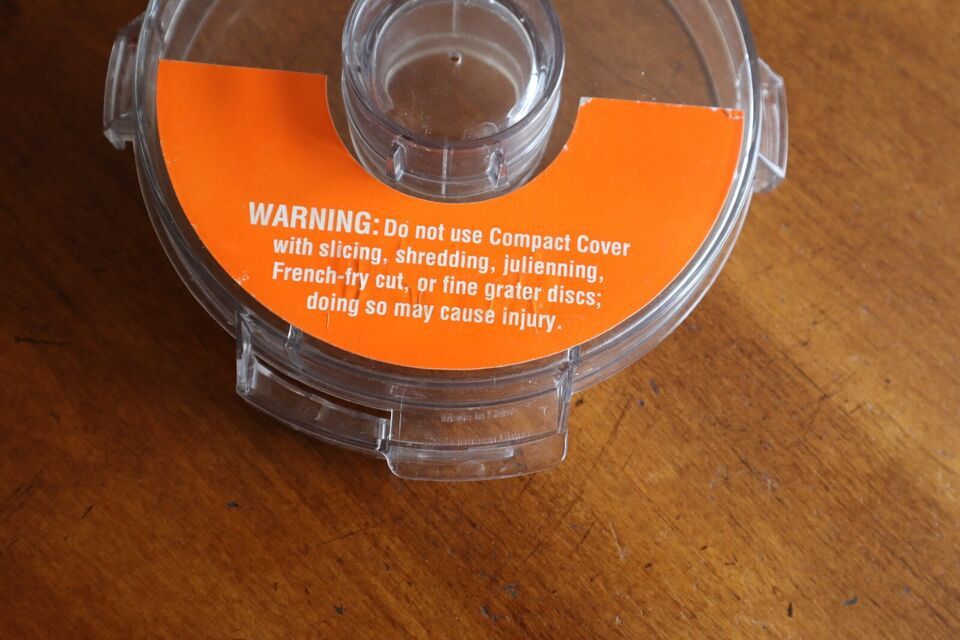 WARNING: Do not use Compact Cover
with slicing, shredding, julienning,
French-fry cut, or fine grater discs;
doing so may cause injury.